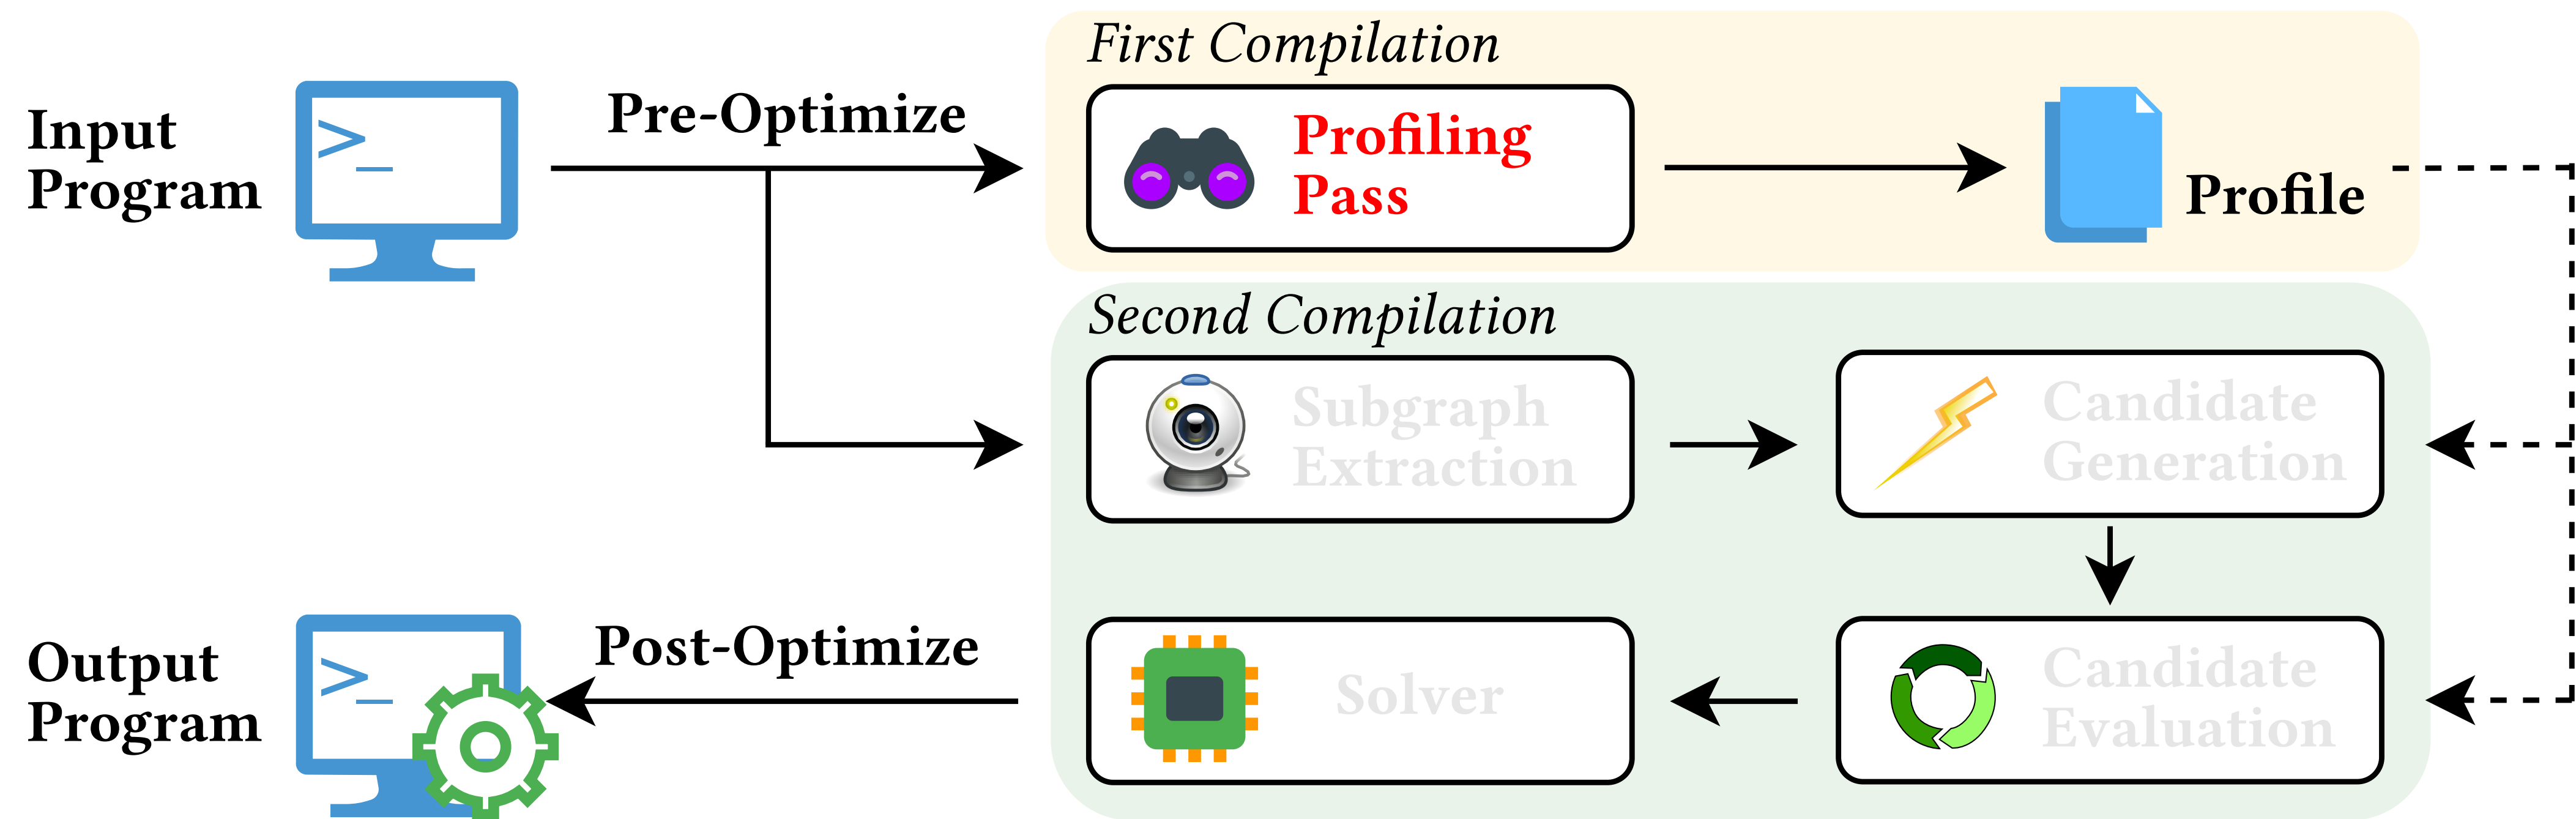 Input
Program
>_
Pre-Optimize
First Compilation
Profiling
Pass
Profile
Second Compilation
Subgraph
Extraction
Candidate
Generation
Candidate
Evaluation
Solver
Post-Optimize
Output
Program
>_